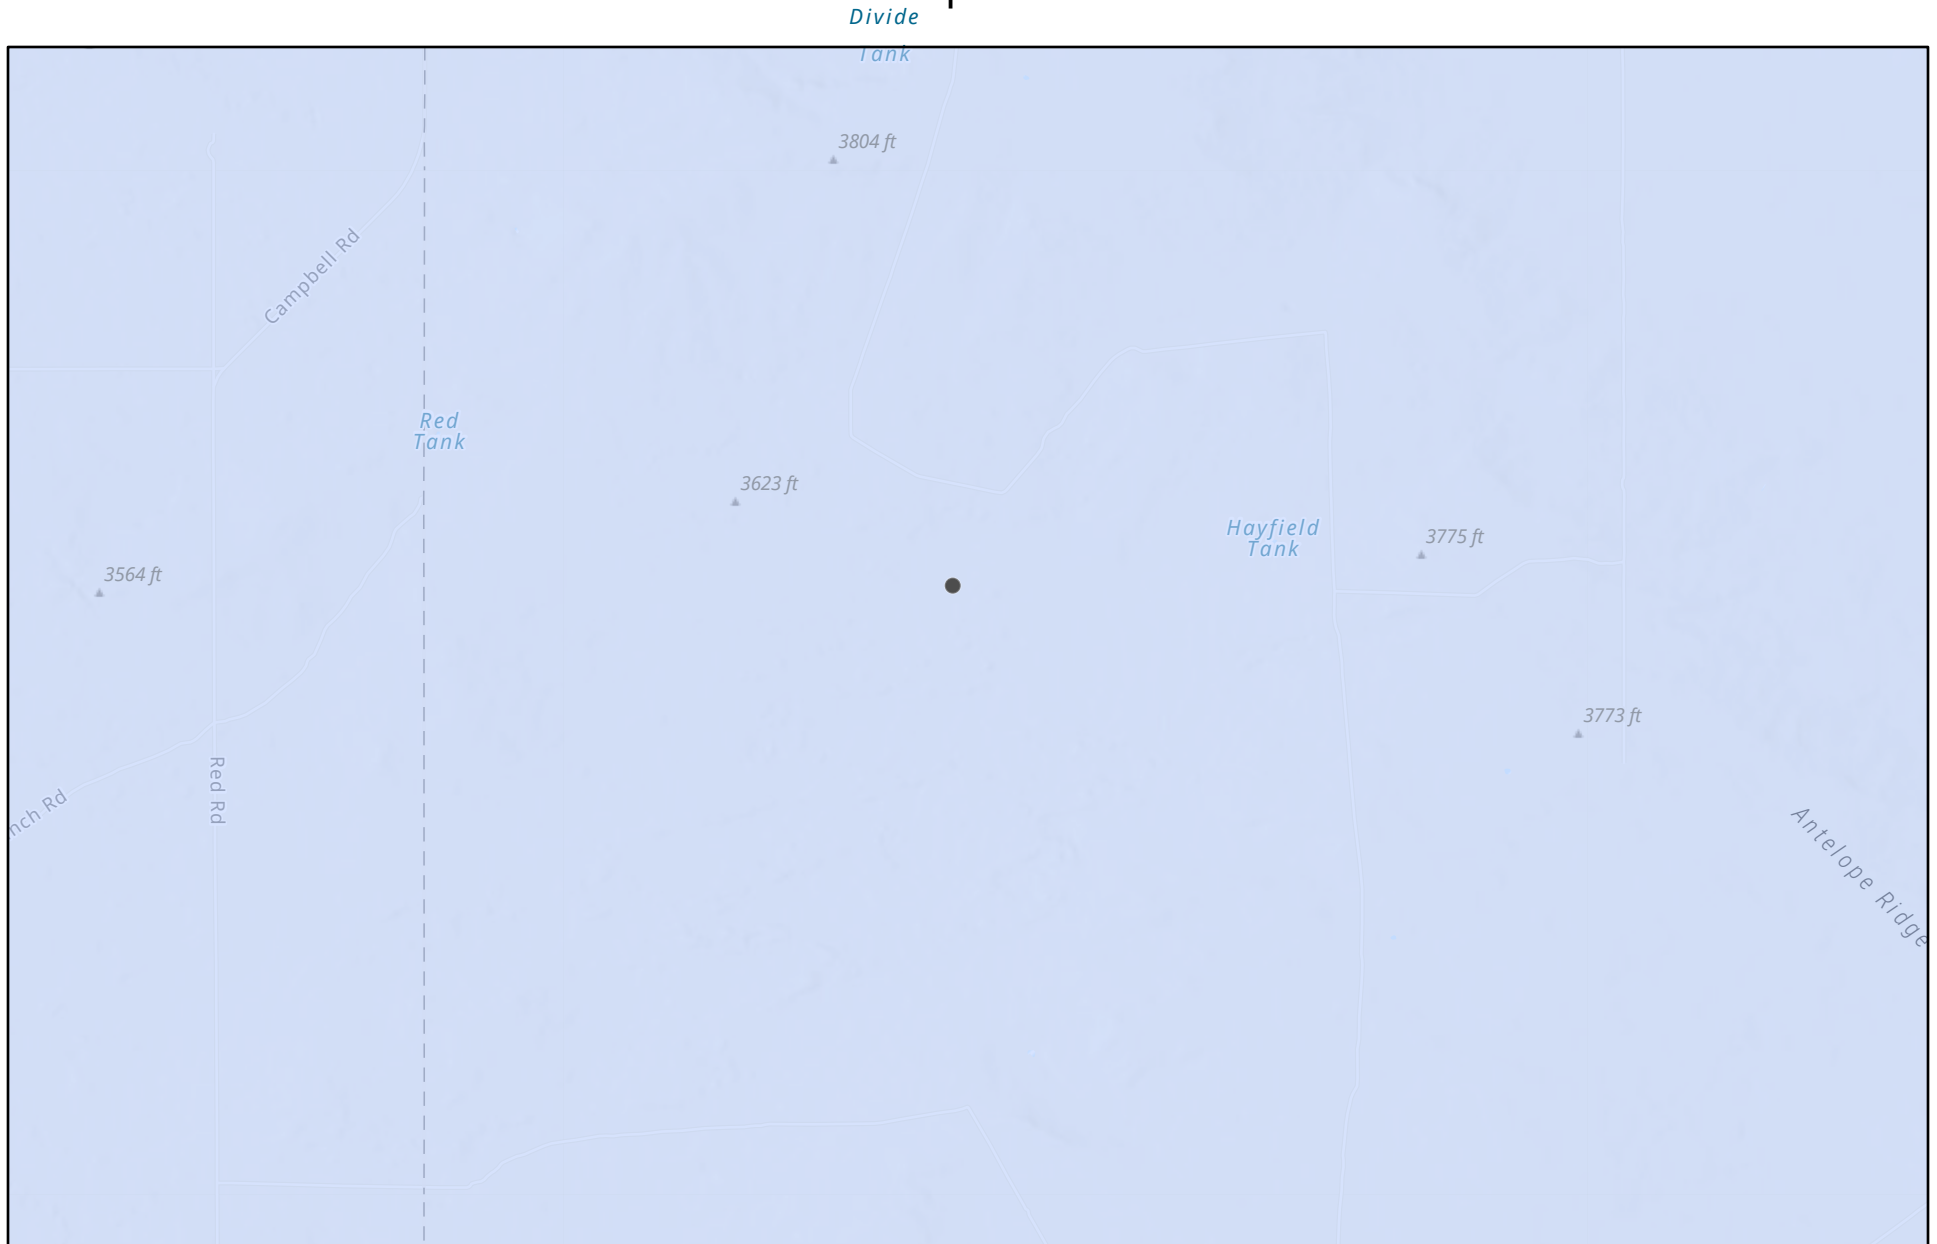 Divide
Tank
3804 ft
Campbell Rd
Red
Tank
3623 ft
Hayfield
Tank
3775 ft
3564 ft
3773 ft
Red Rd
nch Rd
Antelope Ridge